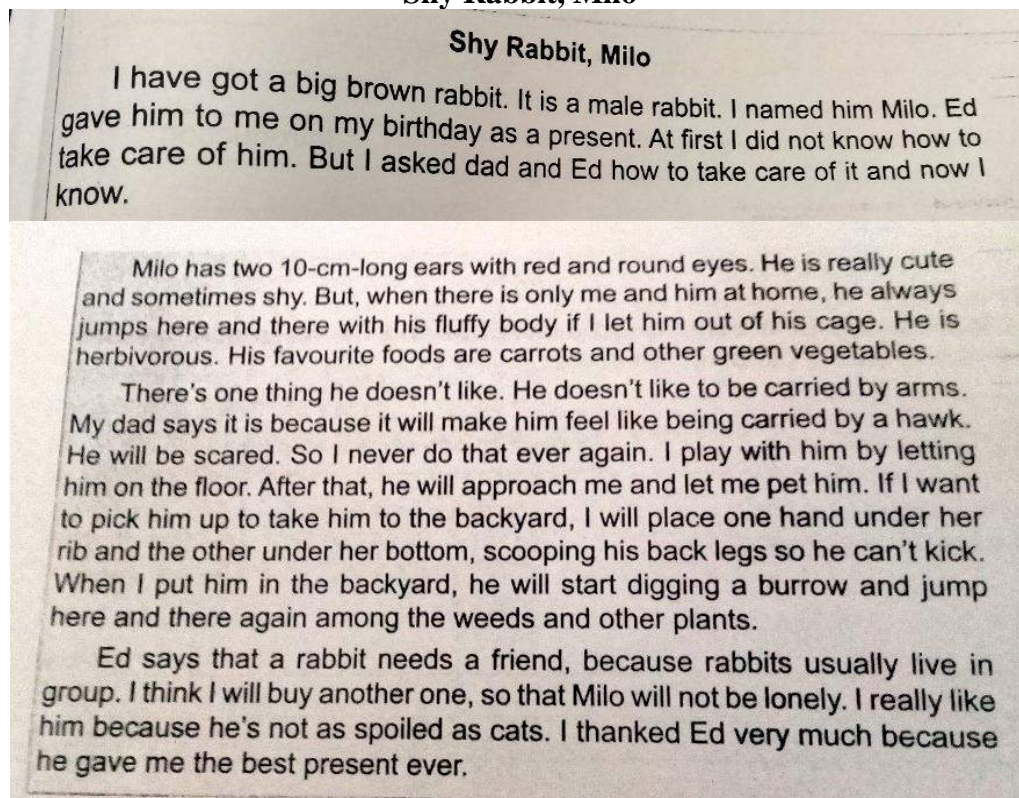 Shy Rabbit, Milo
Shy Rabbit, Milo
I have got a big brown rabbit. It is a male rabbit. I named him Milo. Ed
gave him to me on my birthday as a present. At first I did not know how to
take care of him. But I asked dad and Ed how to take care of it and now I
know.
Milo has two 10-cm-long ears with red and round eyes. He is really cute
and sometimes shy. But, when there is only me and him at home, he always
jumps here and there with his fluffy body if I let him out of his cage. He is
herbivorous. His favourite foods are carrots and other green vegetables.
There's one thing he doesn't like. He doesn't like to be carried by arms.
My dad says it is because it will make him feel like being carried by a hawk.
He will be scared. So I never do that ever again. I play with him by letting
him on the floor. After that, he will approach me and let me pet him. If I want
to pick him up to take him to the backyard, I will place one hand under her
rib and the other under her bottom, scooping his back legs so he can't kick.
When I put him in the backyard, he will start digging a burrow and jump
here and there again among the weeds and other plants.
Ed says that a rabbit needs a friend, because rabbits usually live in
group. I think I will buy another one, so that Milo will not be lonely. I really like
him because he's not as spoiled as cats. I thanked Ed very much because
he gave me the best present ever.